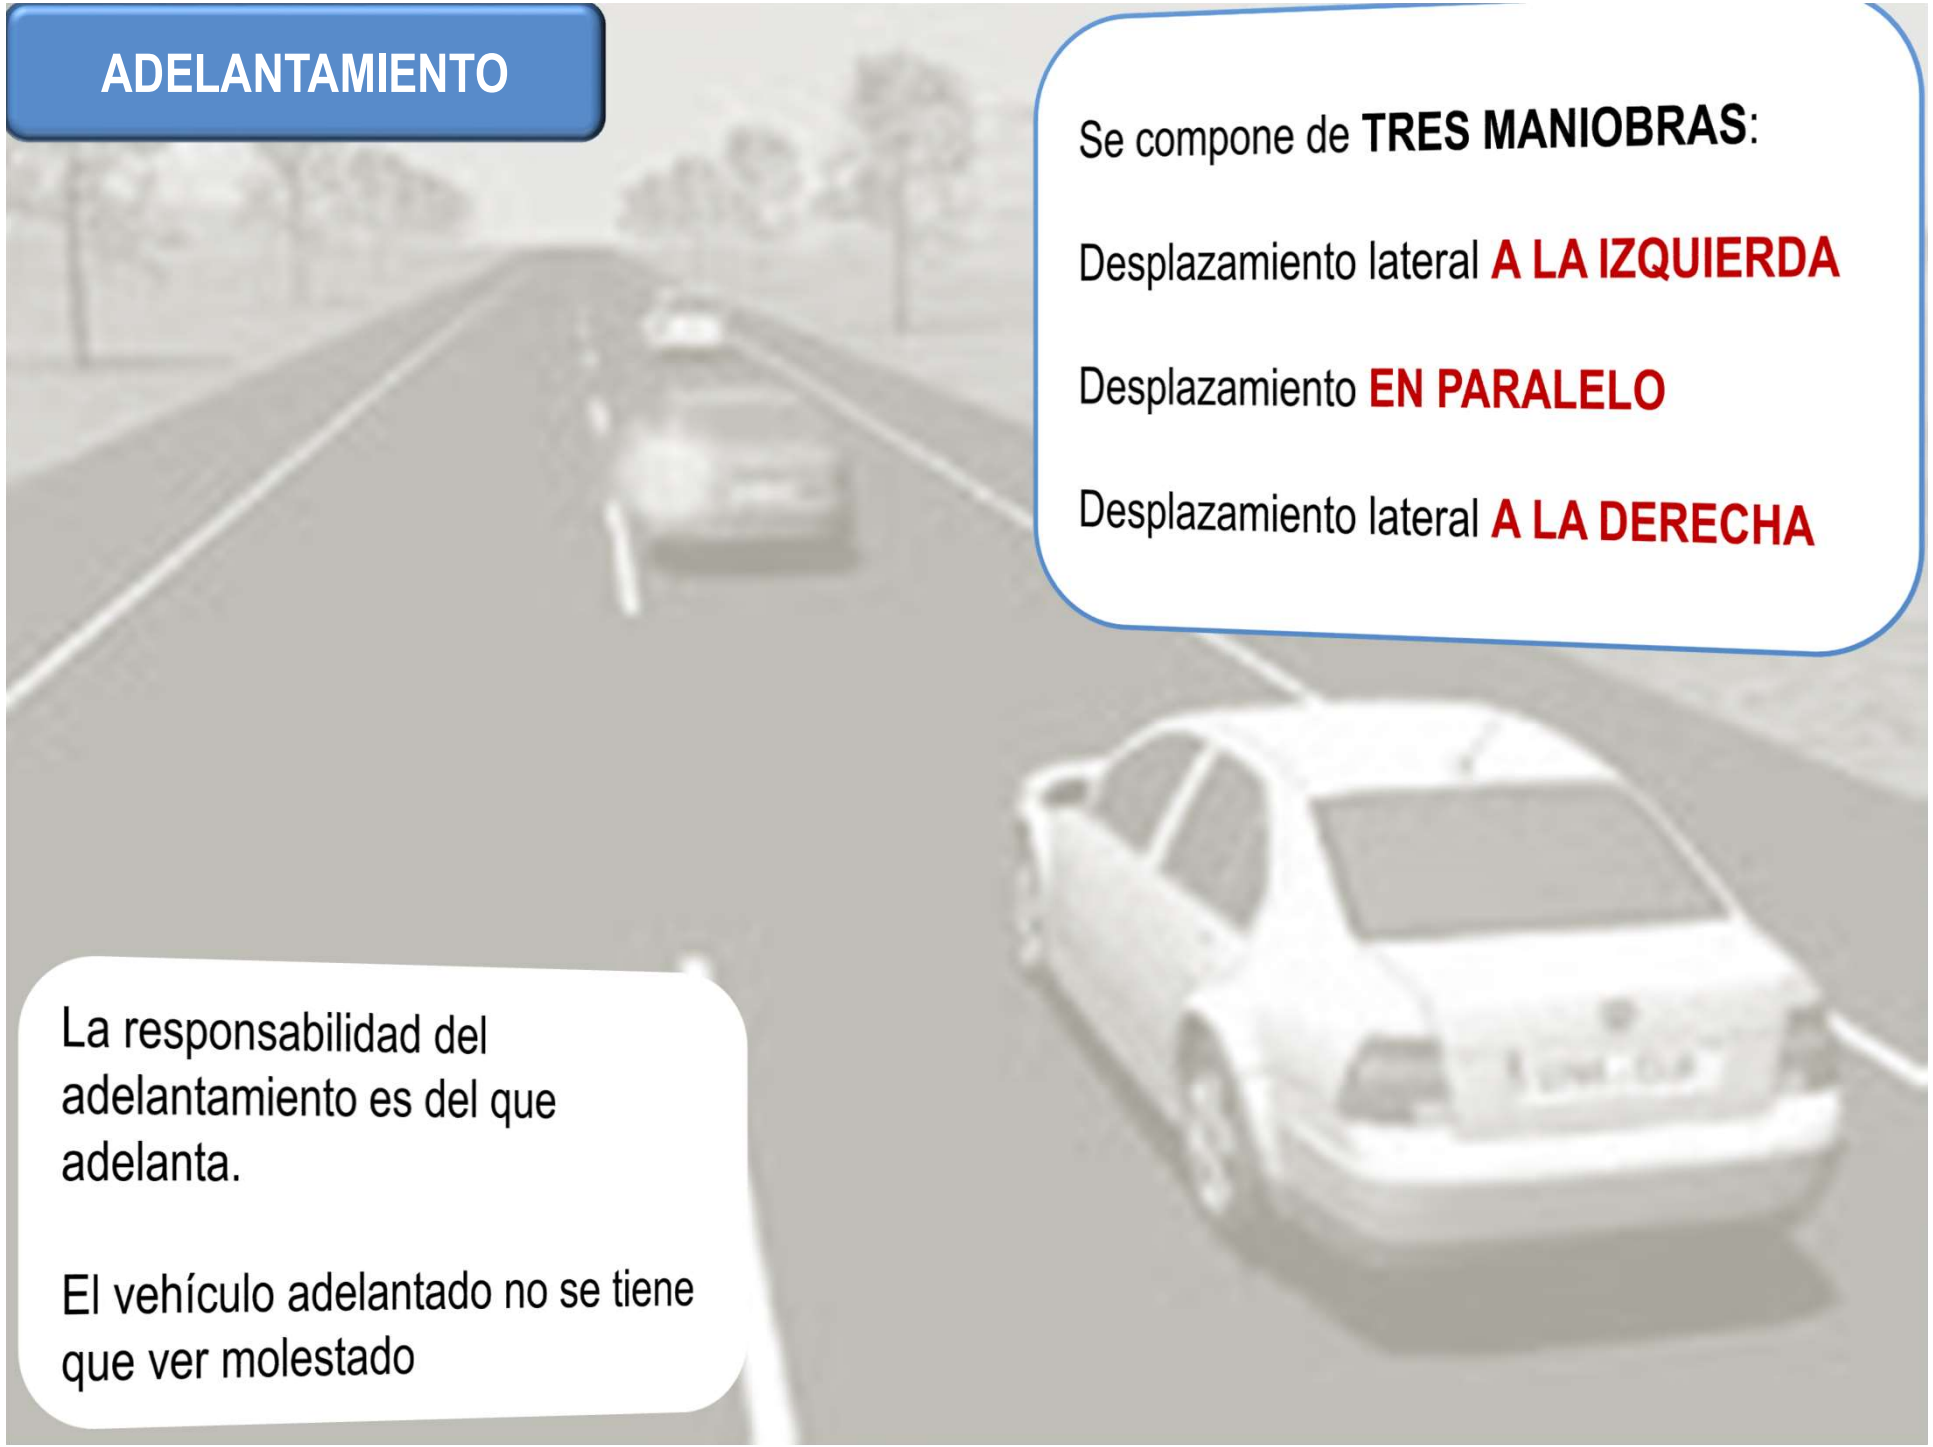 ADELANTAMIENTO
Se compone de TRES MANIOBRAS:
Desplazamiento lateral A LA IZQUIERDA
Desplazamiento EN PARALELO
Desplazamiento lateral A LA DERECHA
La responsabilidad del
adelantamiento es del que
adelanta.
El vehículo adelantado no se tiene
que ver molestado